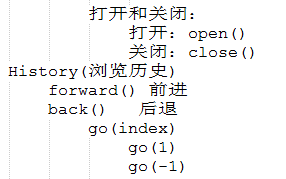 打开和关闭:
打开: open()
关闭: close()
History(浏览历史)
forward() 前进
back() 后退
go(index)
go(1)
go(-1)